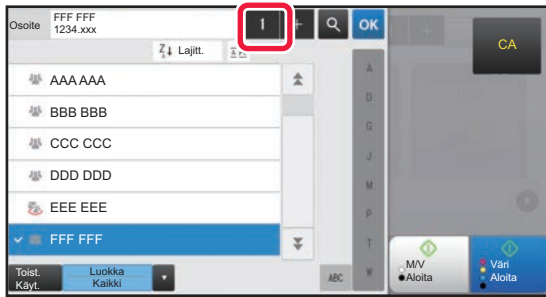 Osoite
FFF FFF
1234.xxx
1
+
OK
CA
Lajitt.
AAA AAA
BBB BBB
CCC CCC
DDD DDD
EEE EEE
FFF FFF
A
D
G
J
M
P
T
W
ABC
Toist.
Käyt.
Luokka
Kaikki
M/V
Aloita
Väri
Aloita